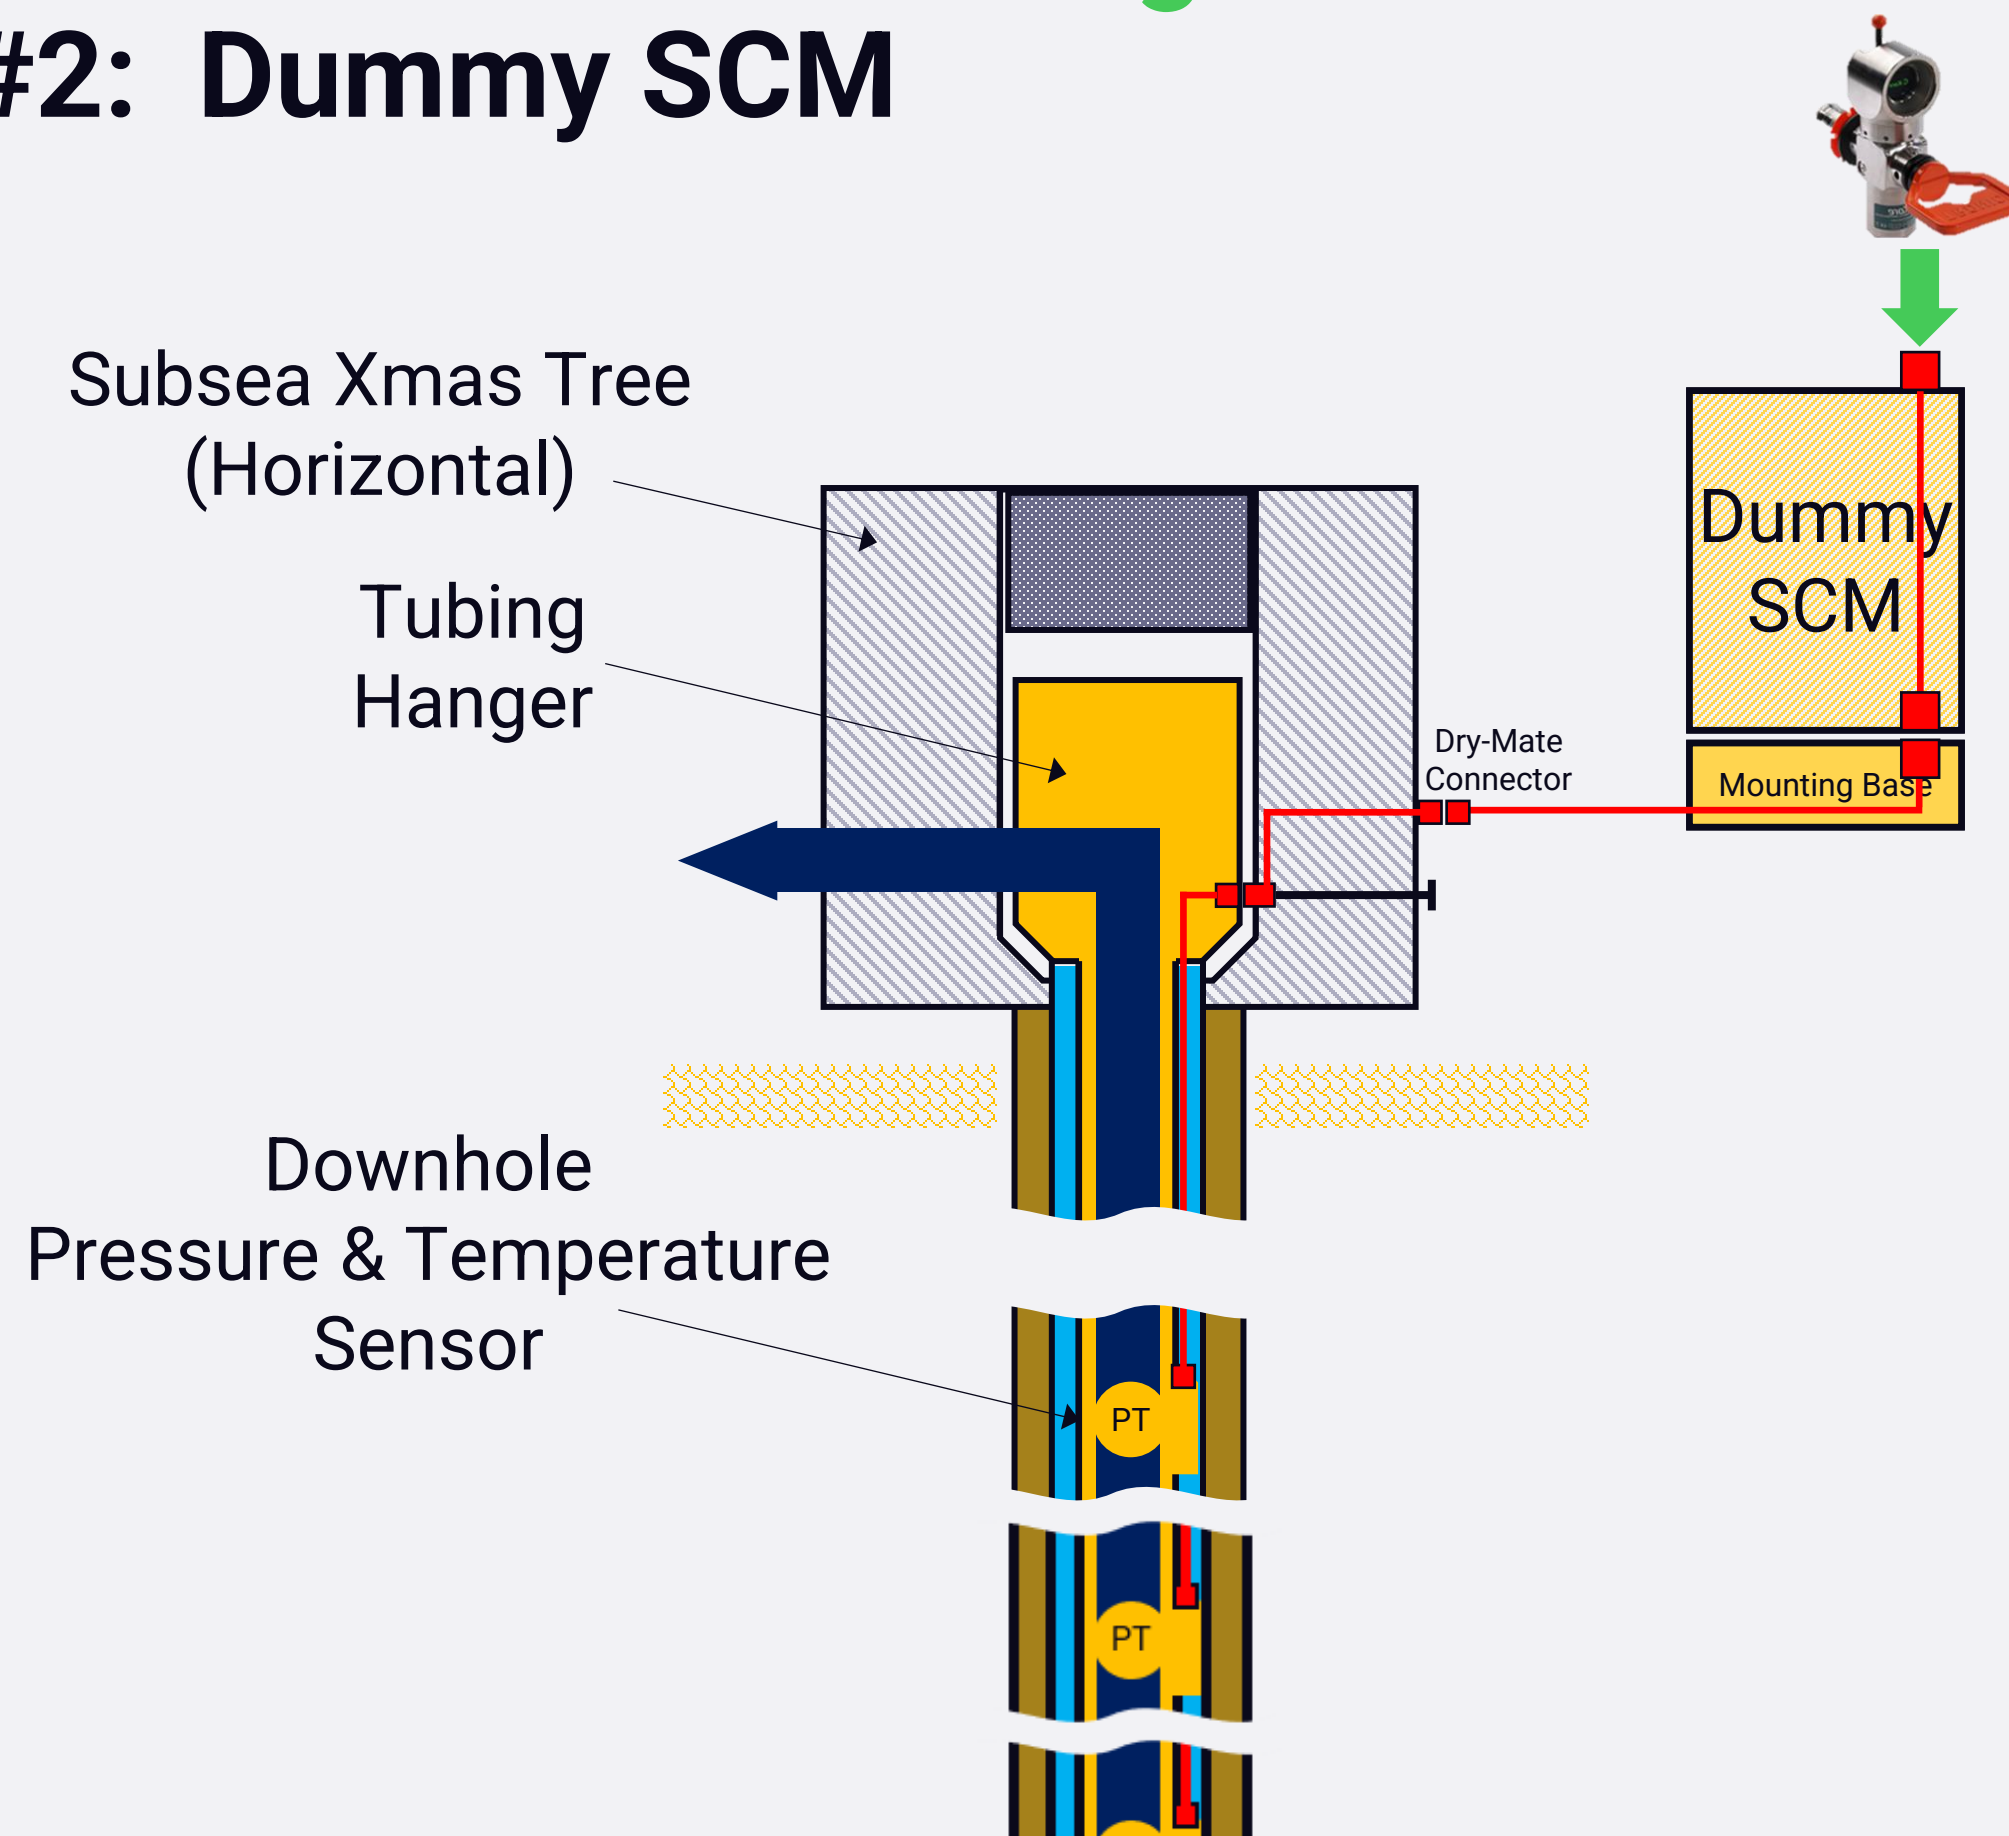 #2: Dummy SCM
Subsea Xmas Tree
(Horizontal)
Tubing
Hanger
Dummy
SCM
Dry-Mate
Connector
Mounting Base
Downhole
Pressure & Temperature
Sensor
PT
PT